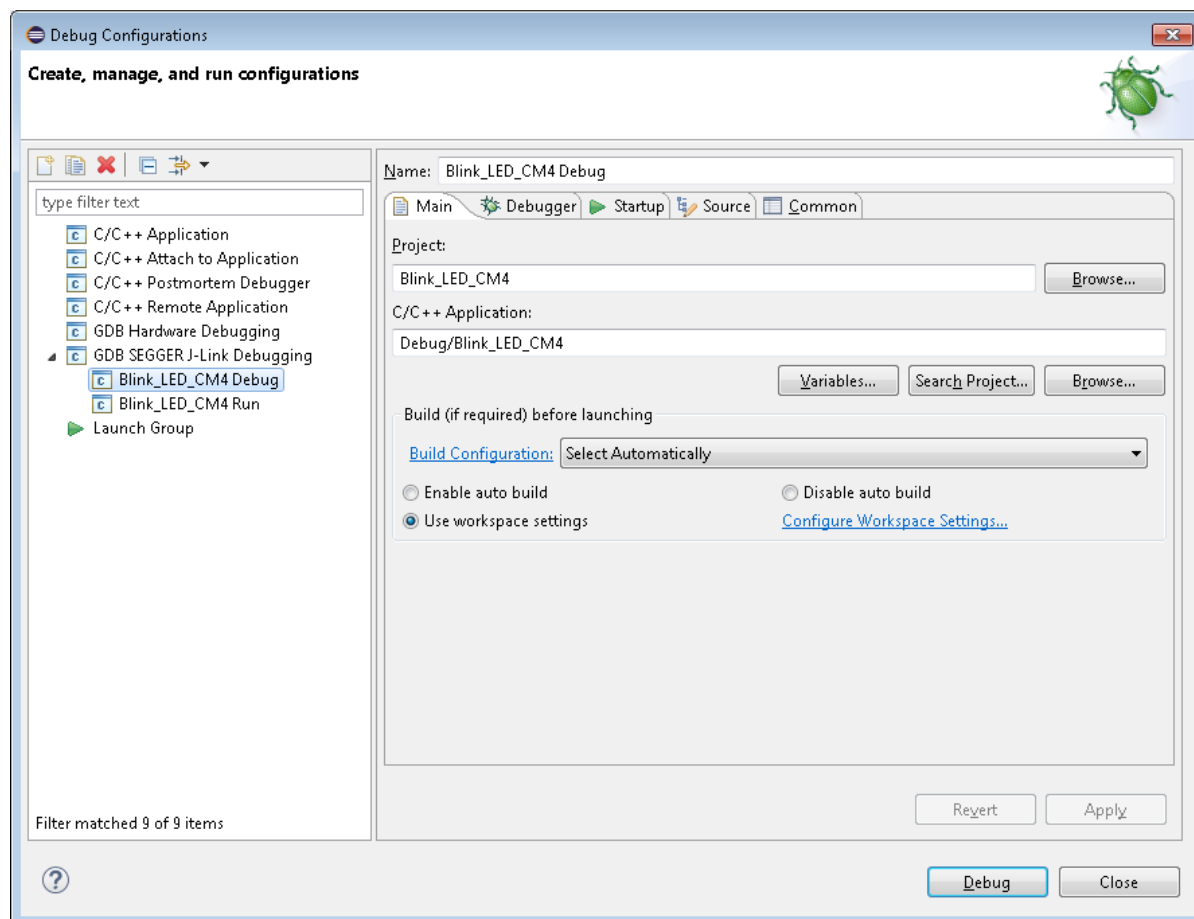 Debug Configurations
Create, manage, and run configurations
type filter text
C/C++ Application
C/C++ Attach to Application
C/C++ Postmortem Debugger
C/C++ Remote Application
GDB Hardware Debugging
GDB SEGGER J-Link Debugging
Blink_LED_CM4 Debug
Blink_LED_CM4 Run
Launch Group
Filter matched 9 of 9 items
Name: Blink_LED_CM4 Debug
Main Debugger Startup Source Common
Project:
Blink_LED_CM4 Browse...
C/C++ Application:
Debug/Blink_LED_CM4
Variables... Search Project... Browse...
Build (if required) before launching
Build Configuration: Select Automatically
Enable auto build Disable auto build
Use workspace settings Configure Workspace Settings...
Revert Apply
? Debug Close